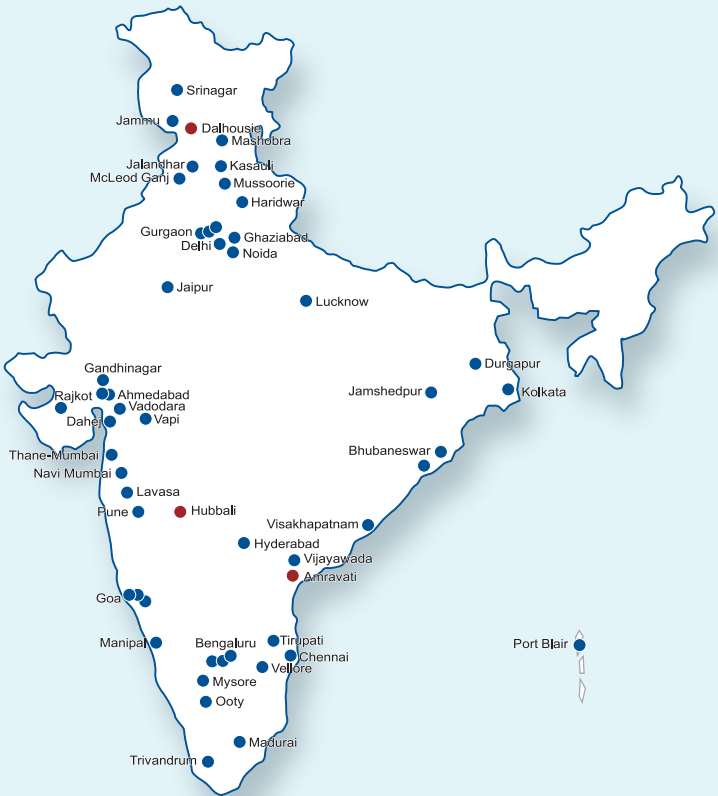 Srinagar
Jammu
Dalhousie
Mashobra
Jalandhar
Kasauli
McLeod Ganj
Mussoorie
Haridwar
Gurgaon
Ghaziabad
Delhi
Noida
Jaipur
Lucknow
Gandhinagar
Durgapur
Rajkot
Ahmedabad
Jamshedpur
Kolkata
Vadodara
Dahej
Vapi
Bhubaneswar
Thane-Mumbai
Navi Mumbai
Lavasa
Pune
Hubbali
Visakhapatnam
Hyderabad
Vijayawada
Amravati
Goa
Manipal
Bengaluru
Tirupati
Port Blair
Chennai
Vellore
Mysore
Ooty
Madurai
Trivandrum